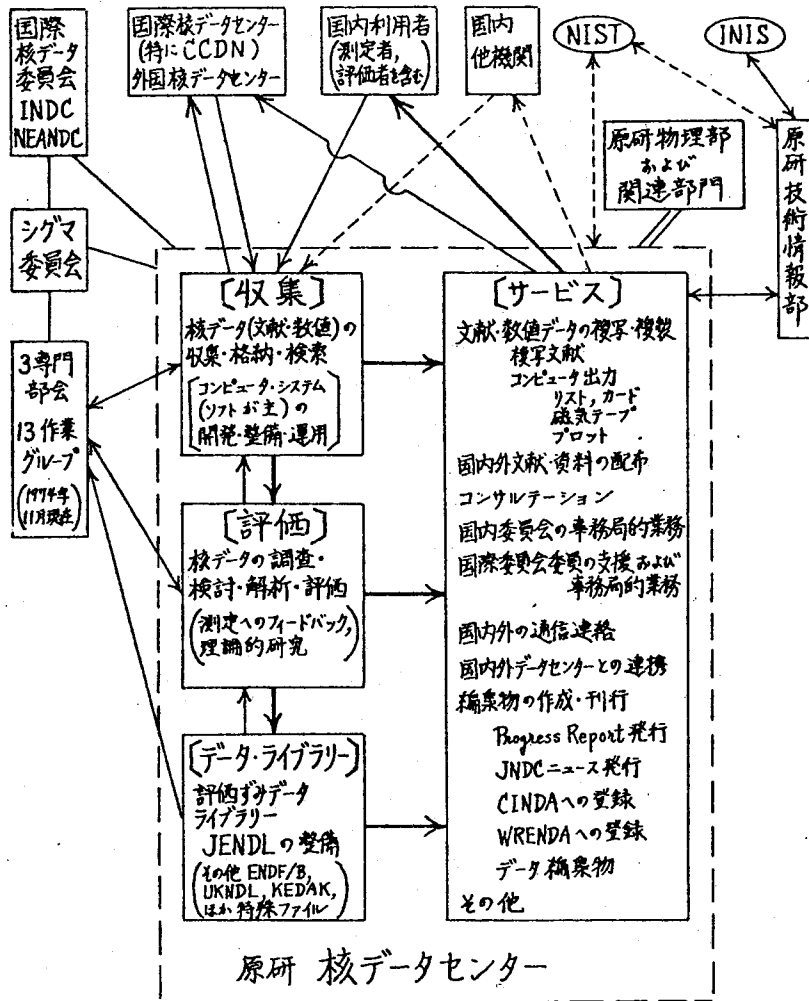 国際
核データ
委員会
INDC
NEANDC
国際核データセンター
(特にCCDN)
外国核データセンター
国内利用者
(測定者,
評価者を含む)
国内
他機関
NIST
INIS
原研物理部
および
関連部門
原研技術情報部
シグマ
委員会
3専門
部会
13作業
グループ
(1974年
11月現在)
[収集]
核データ(文献・数値)の
収集・格納・検索
[コンピュータ・システム
(ソフトが主)の
開発・整備・運用]
[評価]
核データの調査・
検討・解析・評価
(測定へのフィードバック,
理論的研究)
[データ・ライブラリー]
評価ずみデータ
ライブラリー
JENDLの整備
(その他 ENDF/B,
UKNDL, KEDAK,
ほか特殊ファイル)
[サービス]
文献・数値データの複写・複製
複写文献
コンピュータ出力
リスト, カード
磁気テープ
プロット
国内外文献・資料の配布
コンサルテーション
国内委員会の事務局的業務
国際委員会委員の支援および
事務局的業務
国内外の通信連絡
国内外データセンターとの連携
編集物の作成・刊行
Progress Report 発行
JNDCニュース発行
CINDAへの登録
WRENDAへの登録
データ編集物
その他
原研 核データセンター